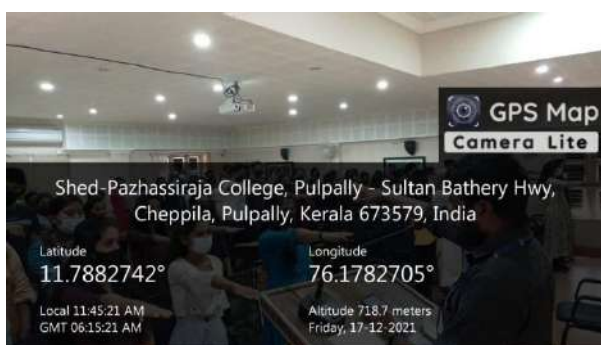 GPS Map
Camera Lite
Shed-Pazhassiraja College, Pulpally - Sultan Bathery Hwy,
Cheppila, Pulpally, Kerala 673579, India
Latitude
11.7882742°
Longitude
76.1782705°
Local 11:45:21 AM
GMT 06:15:21 AM
Altitude 718.7 meters
Friday, 17-12-2021